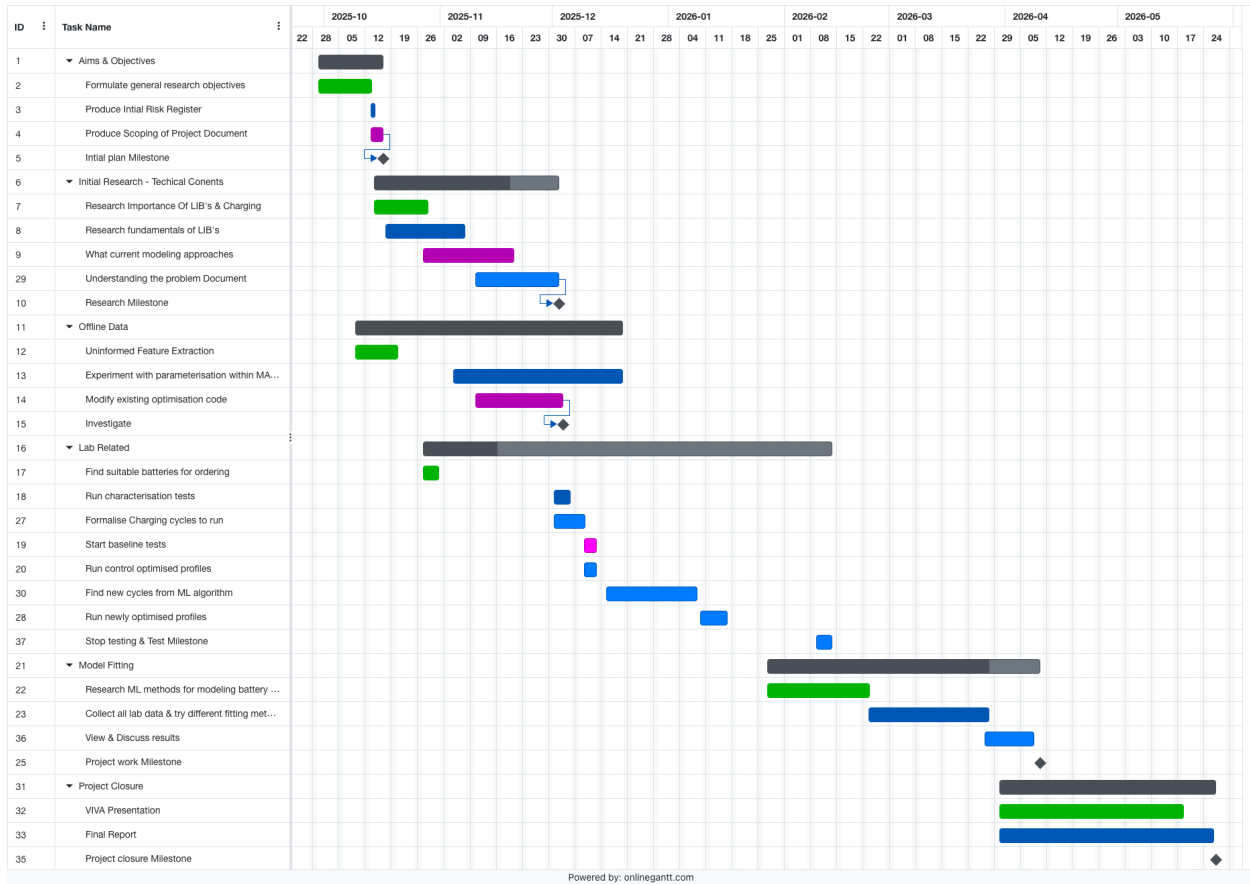 ID Task Name 2025-10 2025-11 2025-12 2026-01 2026-02 2026-03 2026-04 2026-05
22 28 05 12 19 26 02 09 16 23 30 07 14 21 28 04 11 18 25 01 08 15 22 01 08 15 22 29 05 12 19 26 03 10 17 24
1 Aims & Objectives
2 Formulate general research objectives
3 Produce Intial Risk Register
4 Produce Scoping of Project Document
5 Intial plan Milestone
6 Initial Research - Techical Conents
7 Research Importance Of LIB's & Charging
8 Research fundamentals of LIB's
9 What current modeling approaches
29 Understanding the problem Document
10 Research Milestone
11 Offline Data
12 Uninformed Feature Extraction
13 Experiment with parameterisation within MA...
14 Modify existing optimisation code
15 Investigate
16 Lab Related
17 Find suitable batteries for ordering
18 Run characterisation tests
27 Formalise Charging cycles to run
19 Start baseline tests
20 Run control optimised profiles
30 Find new cycles from ML algorithm
28 Run newly optimised profiles
37 Stop testing & Test Milestone
21 Model Fitting
22 Research ML methods for modeling battery ...
23 Collect all lab data & try different fitting met...
36 View & Discuss results
25 Project work Milestone
31 Project Closure
32 VIVA Presentation
33 Final Report
35 Project closure Milestone
Powered by: onlinegantt.com